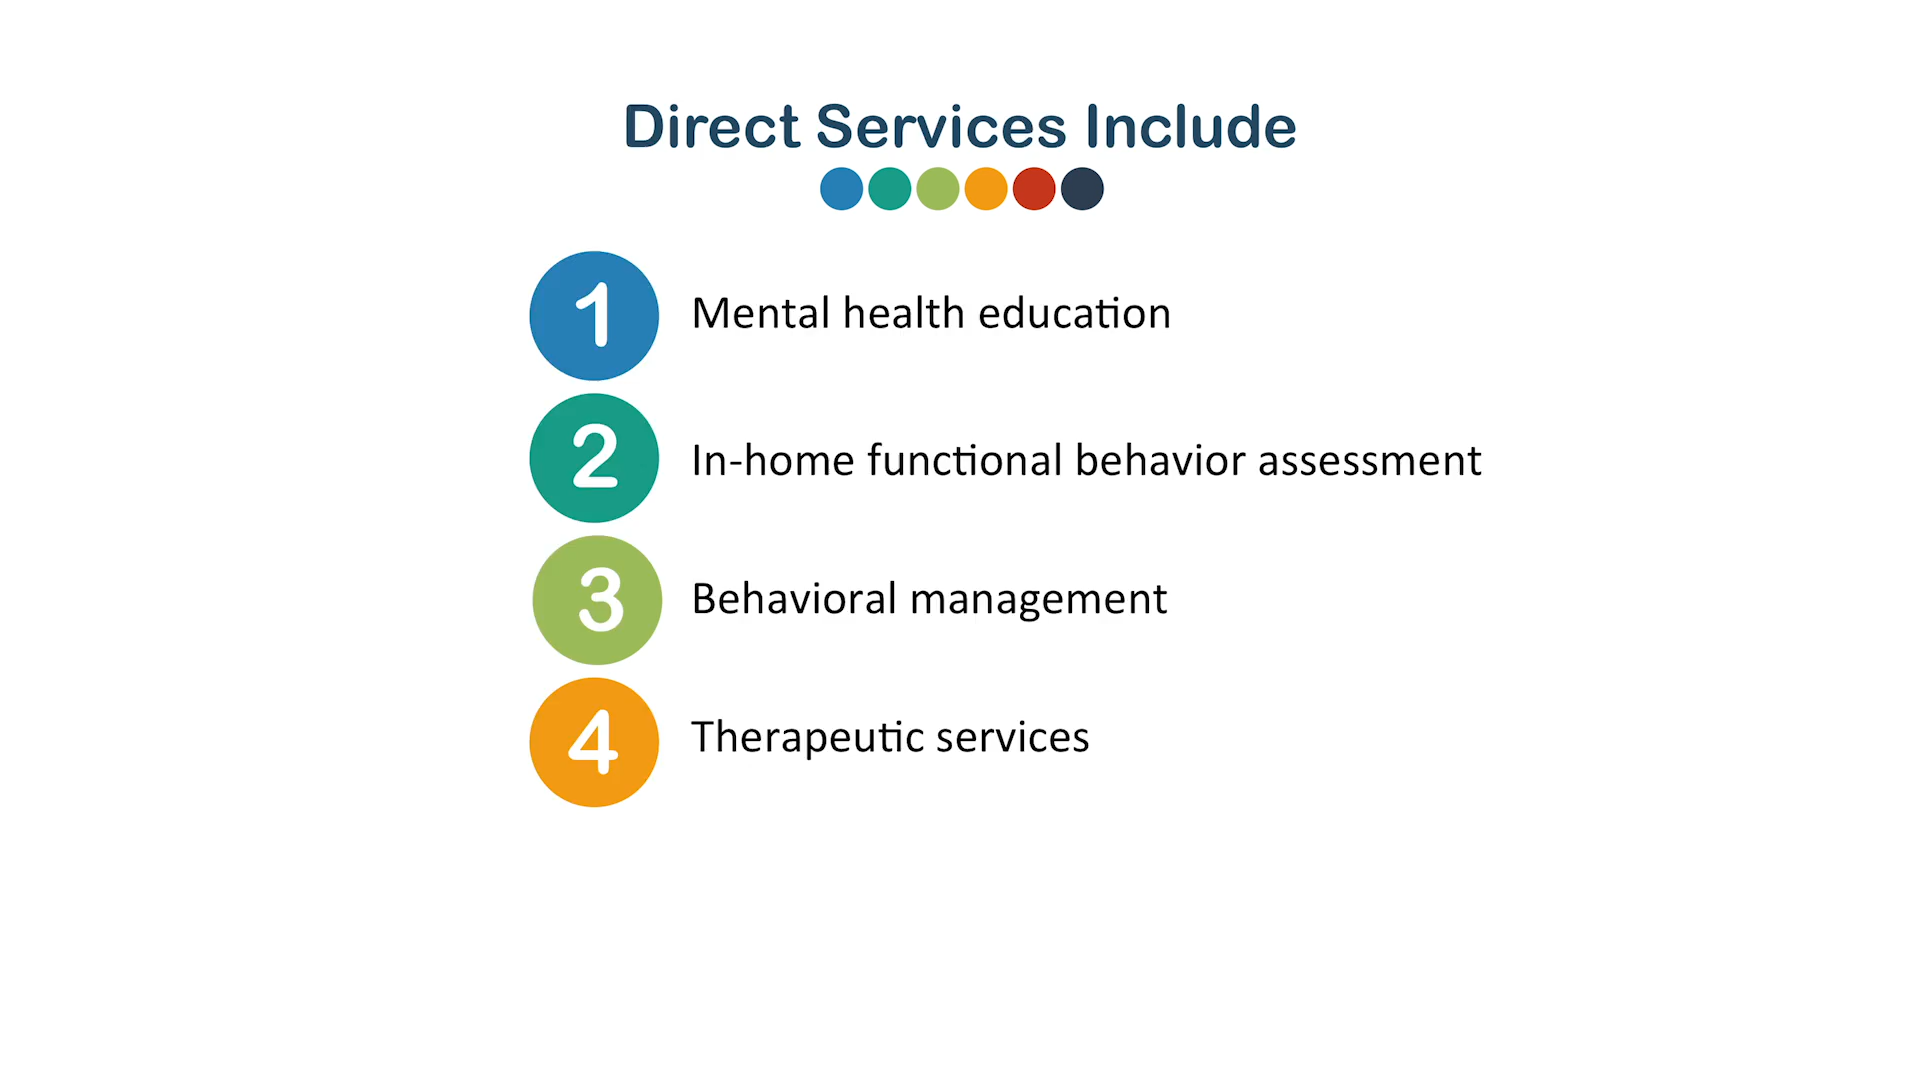 Direct Services Include
1 Mental health education
2 In-home functional behavior assessment
3 Behavioral management
4 Therapeutic services